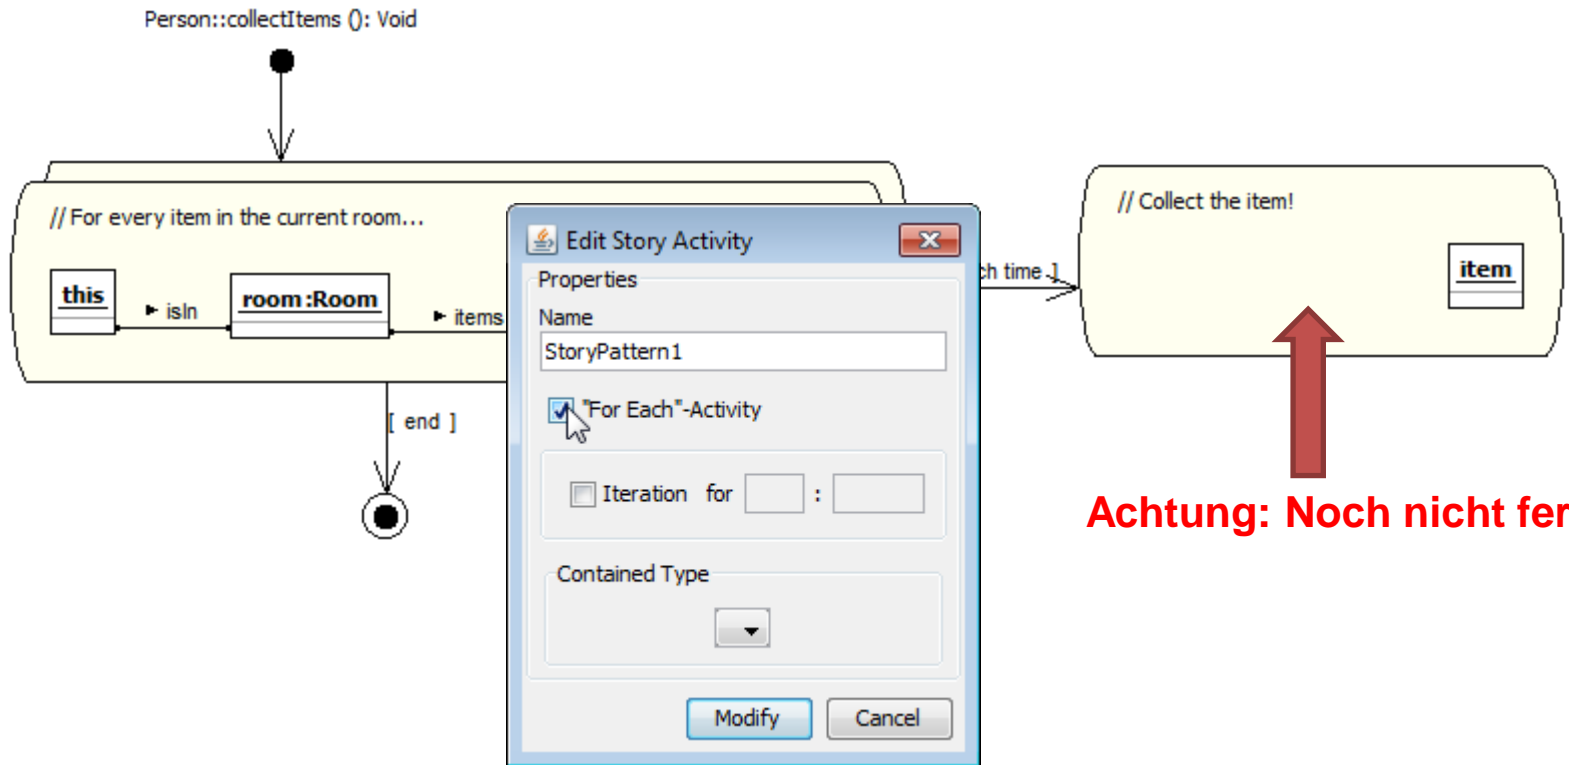 Person::collectItems (): Void
// For every item in the current room...
this
isIn
room :Room
items
[ end ]
Edit Story Activity
Properties
Name
StoryPattern1
"For Each"-Activity
Iteration for :
Contained Type
Modify Cancel
time ]
// Collect the item!
item
Achtung: Noch nicht